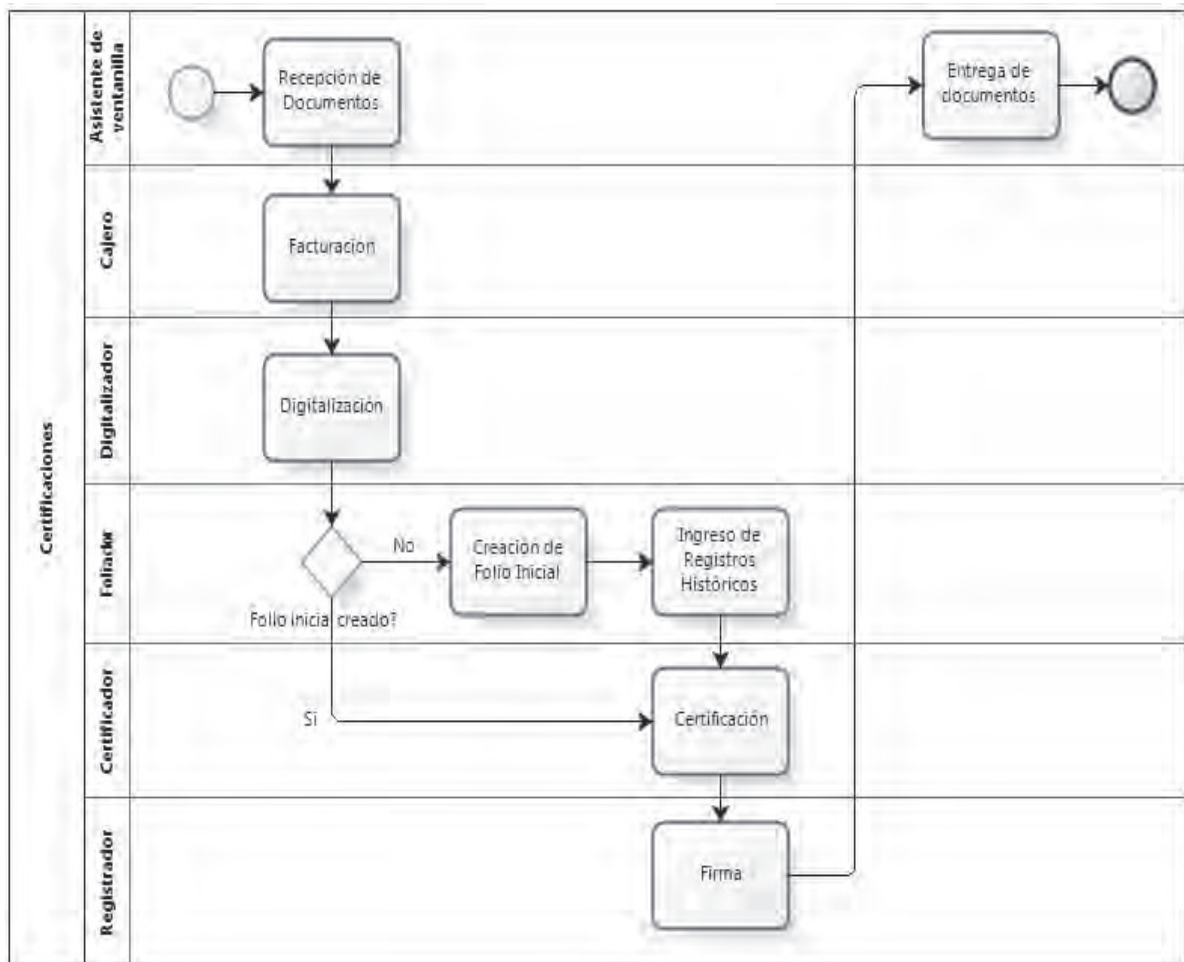 Certificaciones
Asistente de
ventanilla
Recepción de
Documentos
Entrega de
documentos
Cajero
Facturación
Digitalizador
Digitalización
Foliador
No
Creación de
Folio Inicial
Ingreso de
Registros
Históricos
Folio inicial creado?
Certificador
Si
Certificación
Registrador
Firma